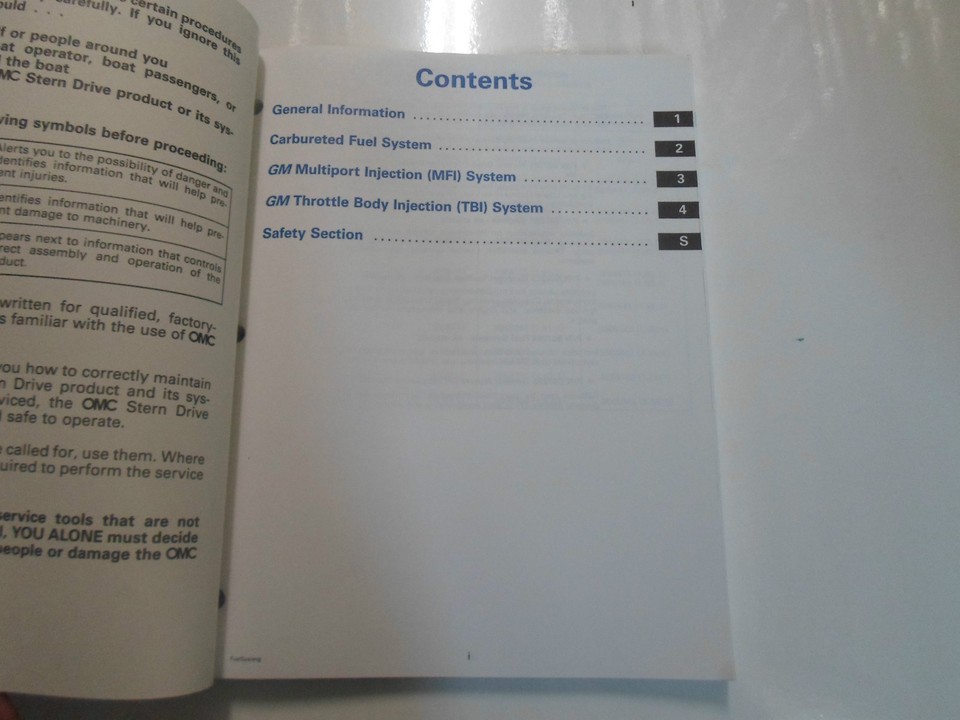 certain procedures
carefully. If you ignore this
ould . . .
f or people around you
at operator, boat passengers, or
the boat
MC Stern Drive product or its sys-
wing symbols before proceeding:
Alerts you to the possibility of danger and
dentifies information that will help pre-
ent injuries.
entifies information that will help pre-
nt damage to machinery.
pears next to information that controls
rect assembly and operation of the
duct.
written for qualified, factory-
s familiar with the use of OMC
you how to correctly maintain
n Drive product and its sys-
viced, the OMC Stern Drive
safe to operate.
called for, use them. Where
uired to perform the service
service tools that are not
d, YOU ALONE must decide
people or damage the OMC
Contents
General Information ........................................ 1
Carbureted Fuel System .................................... 2
GM Multiport Injection (MFI) System ..................... 3
GM Throttle Body Injection (TBI) System ................ 4
Safety Section ............................................... S
i